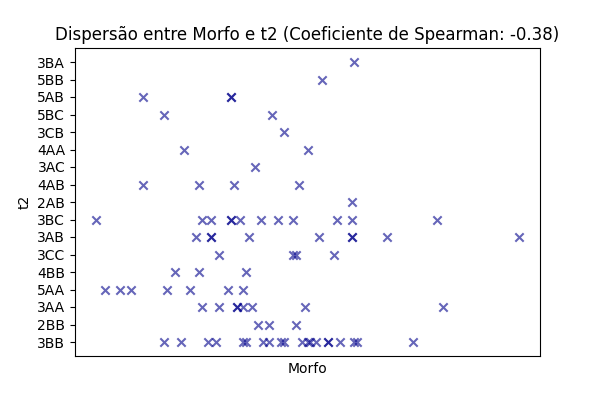 Dispersão entre Morfo e t2 (Coeficiente de Spearman: -0.38)
3BA
5BB
5AB
5BC
3CB
4AA
3AC
4AB
2AB
3BC
3AB
3CC
4BB
5AA
3AA
2BB
3BB
t2
Morfo